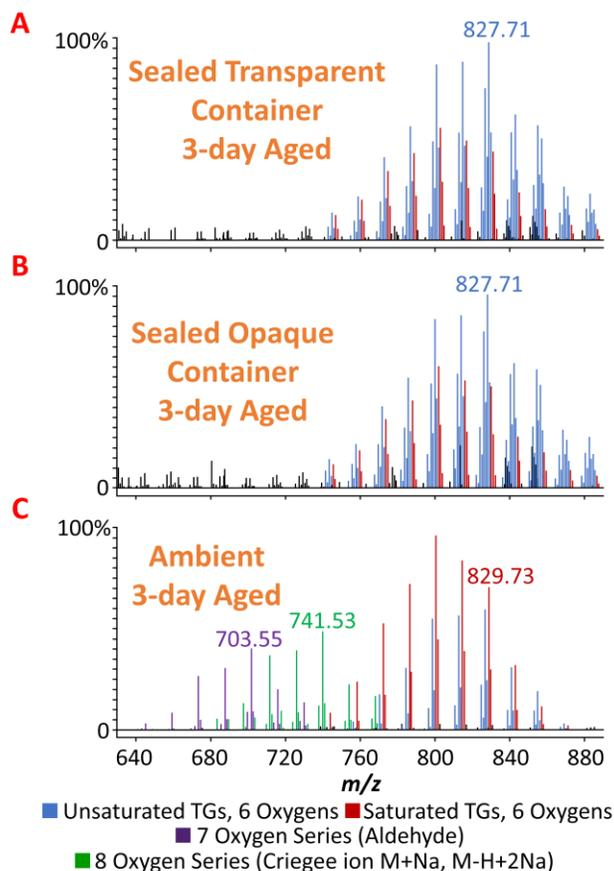 A
100%
827.71
Sealed Transparent
Container
3-day Aged
0
B
100%
827.71
Sealed Opaque
Container
3-day Aged
0
C
100%
Ambient
3-day Aged
829.73
741.53
703.55
0
640 680 720 760 800 840 880
m/z
Unsaturated TGs, 6 Oxygens Saturated TGs, 6 Oxygens
7 Oxygen Series (Aldehyde)
8 Oxygen Series (Criegee ion M+Na, M-H+2Na)